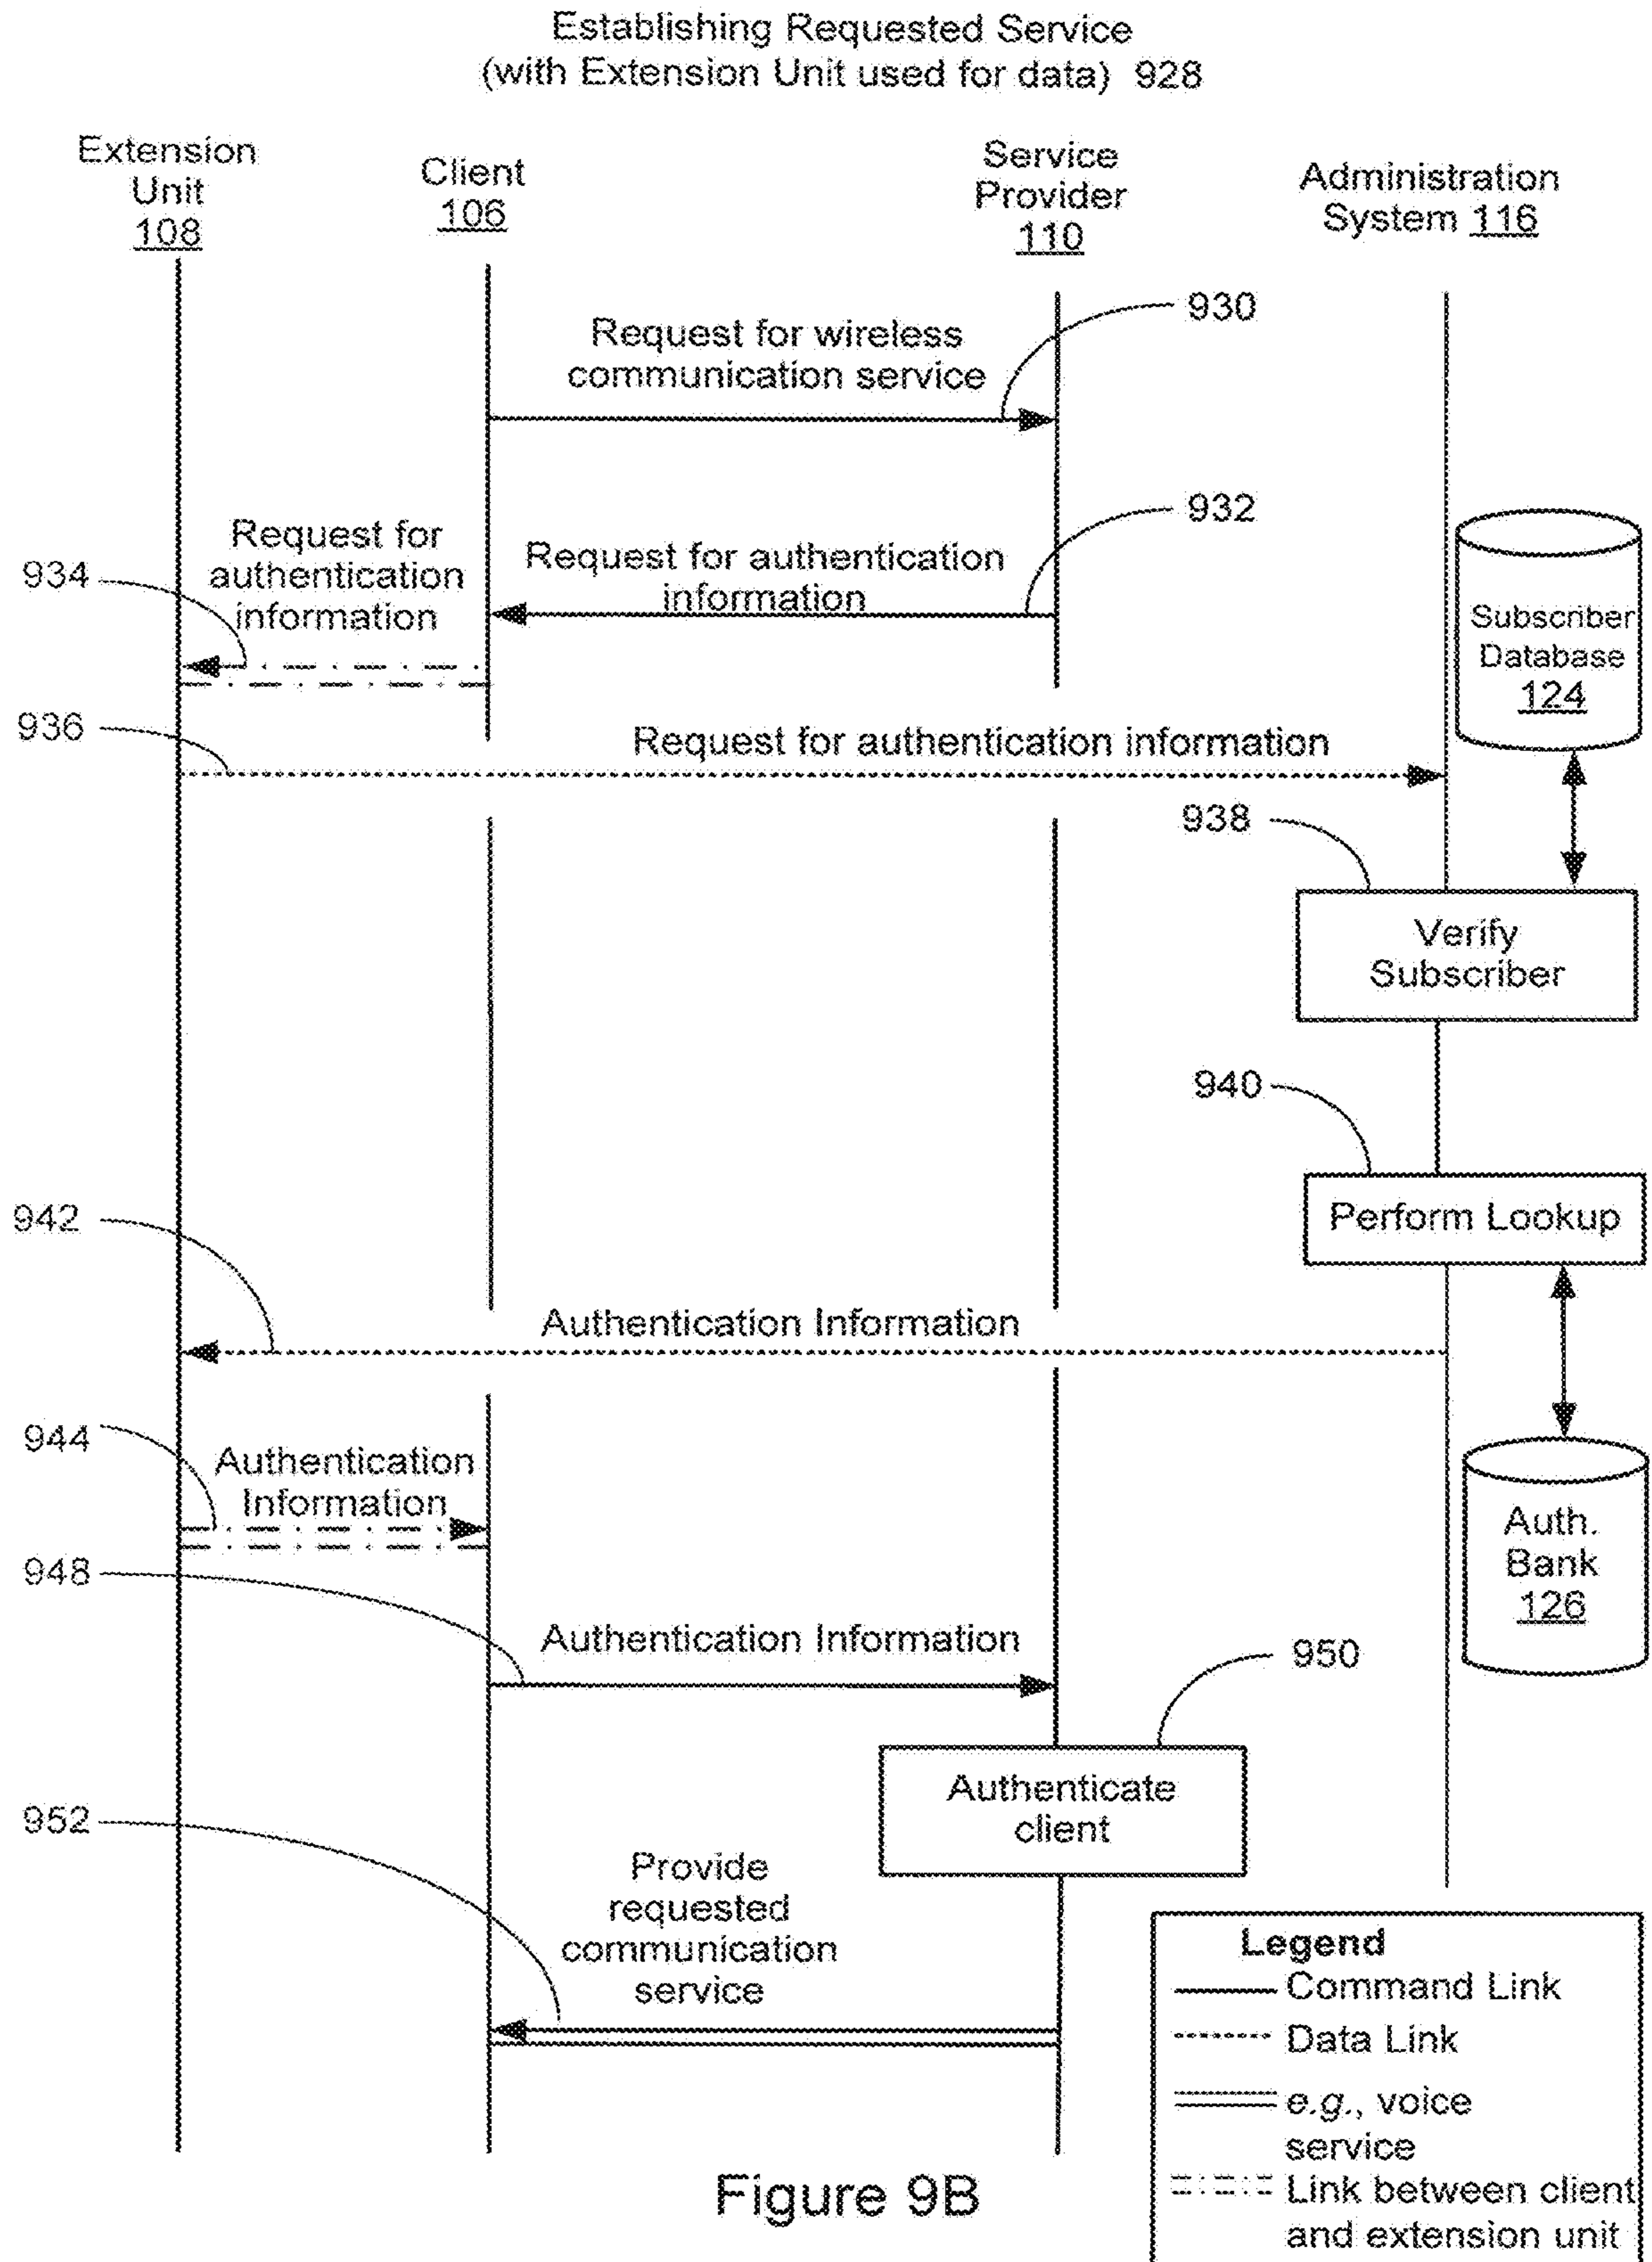 Establishing Requested Service
(with Extension Unit used for data) 928
Extension
Unit
108
Client
106
Service
Provider
110
Administration
System 116
930
Request for wireless
communication service
932
Request for authentication
information
934
Request for
authentication
information
Subscriber
Database
124
936
Request for authentication information
938
Verify
Subscriber
940
Perform Lookup
942
Authentication Information
944
Authentication
Information
Auth.
Bank
126
948
Authentication Information
950
Authenticate
client
952
Provide
requested
communication
service
Legend
Command Link
Data Link
e.g., voice
service
Link between client
and extension unit
Figure 9B